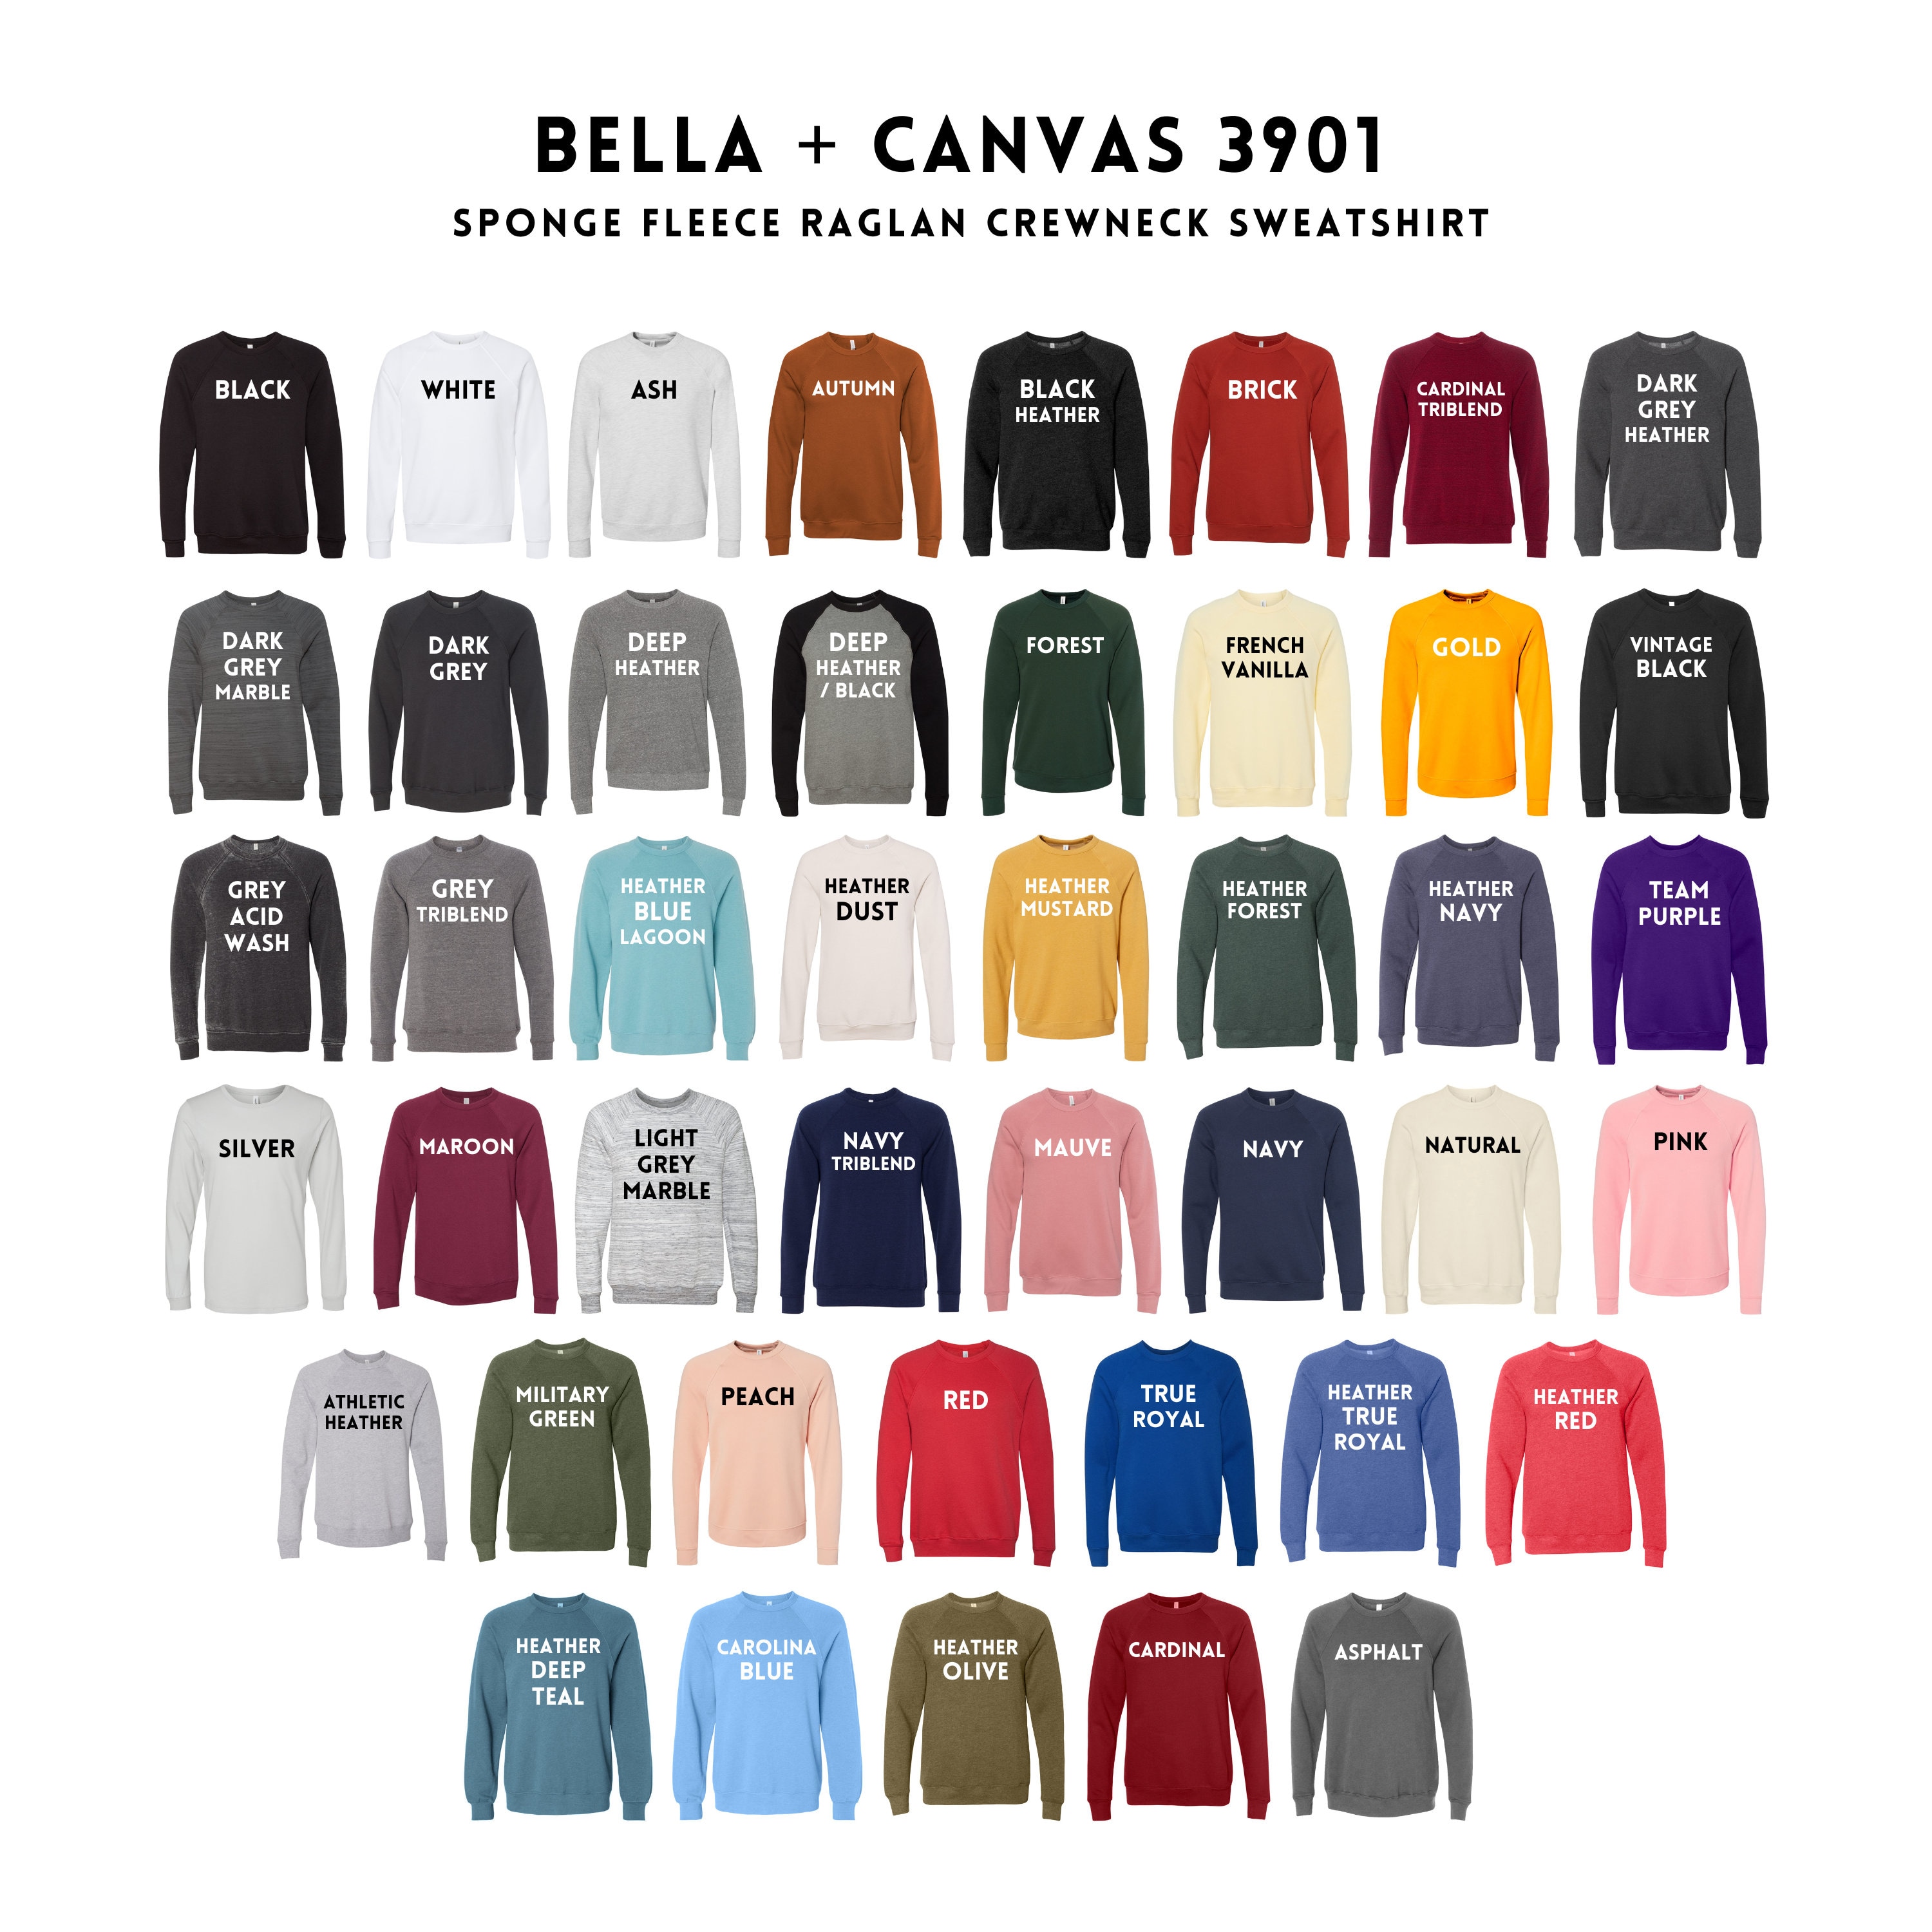 BELLA + CANVAS 3901
SPONGE FLEECE RAGLAN CREWNECK SWEATSHIRT
BLACK
WHITE
ASH
AUTUMN
BLACK
HEATHER
BRICK
CARDINAL
TRIBLEND
DARK
GREY
HEATHER
DARK
GREY
MARBLE
DARK
GREY
DEEP
HEATHER
DEEP
HEATHER
/ BLACK
FOREST
FRENCH
VANILLA
GOLD
VINTAGE
BLACK
GREY
ACID
WASH
GREY
TRIBLEND
HEATHER
BLUE
LAGOON
HEATHER
DUST
HEATHER
MUSTARD
HEATHER
FOREST
HEATHER
NAVY
TEAM
PURPLE
SILVER
MAROON
LIGHT
GREY
MARBLE
NAVY
TRIBLEND
MAUVE
NAVY
NATURAL
PINK
ATHLETIC
HEATHER
MILITARY
GREEN
PEACH
RED
TRUE
ROYAL
HEATHER
TRUE
ROYAL
HEATHER
RED
HEATHER
DEEP
TEAL
CAROLINA
BLUE
HEATHER
OLIVE
CARDINAL
ASPHALT